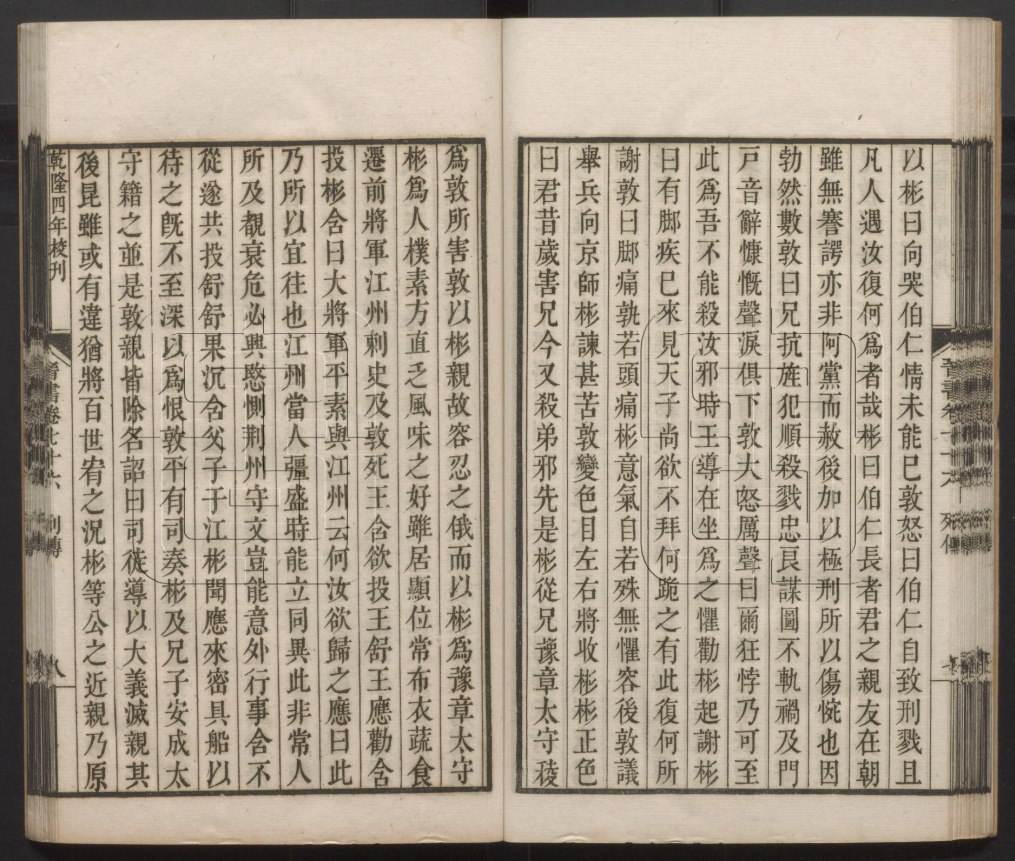 以彬曰向哭伯仁情未能已敦怒曰伯仁自致刑戮且
凡人遇汝復何爲者哉彬曰伯仁長者君之親友在朝
雖無謇諤亦非阿黨而赦後加以極刑所以傷惋也因
勃然數敦曰兄抗旌犯順殺戮忠良謀圖不軌禍及門
戸音辭慷慨聲淚俱下敦大怒厲聲曰爾狂悖乃可至
此爲吾不能殺汝邪時王導在坐爲之懼勸彬起謝彬
曰有脚疾已來見天子尚欲不拜何跪之有此復何所
謝敦曰脚痛孰若頭痛彬意氣自若殊無懼容後敦議
舉兵向京師彬諫甚苦敦變色目左右將收彬彬正色
曰君昔歲害兄今又殺弟邪先是彬從兄豫章太守稜
爲敦所害敦以彬親故容忍之俄而以彬爲豫章太守
彬爲人樸素方直乏風味之好雖居顯位常布衣蔬食
遷前將軍江州刺史及敦死王含欲投王舒王應勸含
投彬含曰大將軍平素與江州云何汝欲歸之應曰此
乃所以宜往也江州當人彊盛時能立同異此非常人
所及覩衰危必興愍惻荆州守文豈能意外行事含不
從遂共投舒舒果沉含父子于江彬聞應來密具船以
待之旣不至深以爲恨敦平有司奏彬及兄子安成太
守籍之並是敦親皆除名詔曰司徒導以大義滅親其
後昆雖或有違猶將百世宥之況彬等公之近親乃原
乾隆四年校刊
晉書卷七十六 列傳
八